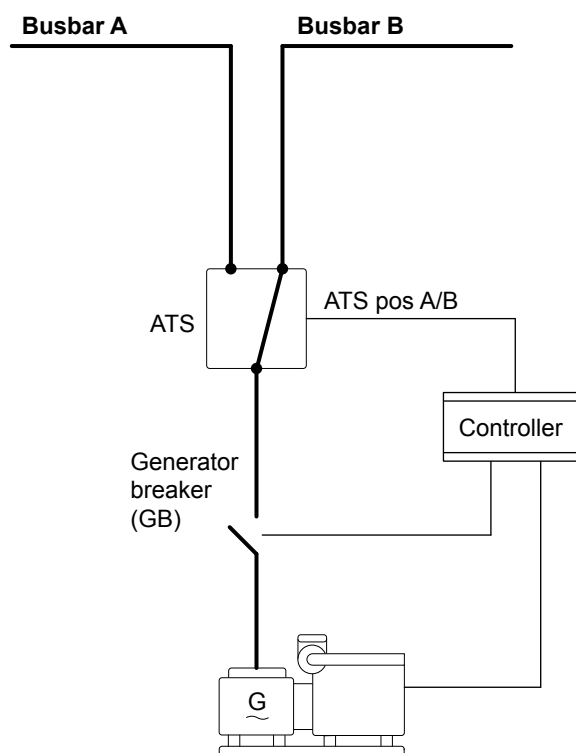 Busbar A
Busbar B
ATS
ATS pos A/B
Controller
Generator
breaker
(GB)
G
~